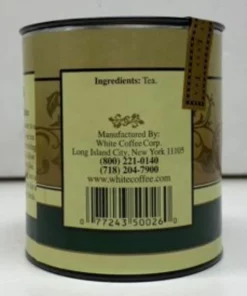 Ingredients: Tea.
Manufactured By:
White Coffee Corp.
Long Island City, New York 11105
(800) 221-0140
(718) 204-7900
www.whitecoffee.com
0 77243 50026 0